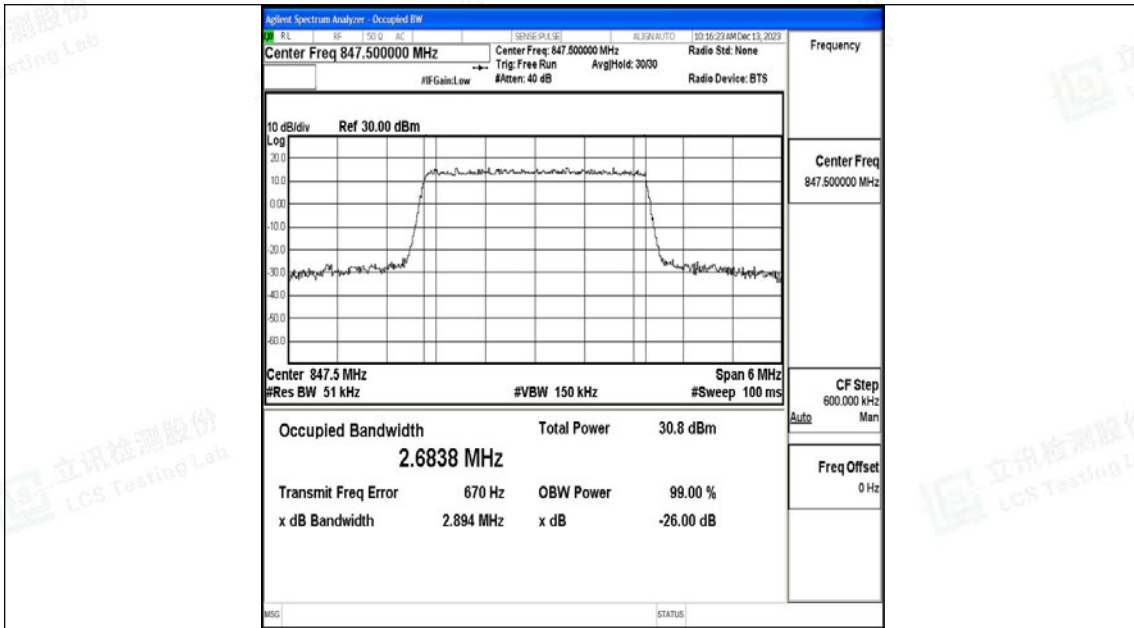 Agilent Spectrum Analyzer - Occupied BW
RL RF 50 Ω AC SENSE:PULSE ALIGNAUTO 10:16:23 AM Dec 13, 2023
Center Freq 847.500000 MHz
Center Freq: 847.500000 MHz
Radio Std: None
Trig: Free Run Avg|Hold: 30/30
#IFGain:Low #Atten: 40 dB Radio Device: BTS
Frequency
10 dB/div Ref 30.00 dBm
Log
20.0
10.0
0.00
-10.0
-20.0
-30.0
-40.0
-50.0
-60.0
Center 847.5 MHz Span 6 MHz
#Res BW 51 kHz #VBW 150 kHz #Sweep 100 ms
Center Freq
847.500000 MHz
CF Step
600.000 kHz
Auto Man
Freq Offset
0 Hz
Occupied Bandwidth Total Power 30.8 dBm
2.6838 MHz
Transmit Freq Error 670 Hz OBW Power 99.00 %
x dB Bandwidth 2.894 MHz x dB -26.00 dB
MSG STATUS
立讯检测股份
LCS Testing Lab
立讯检测股份
LCS Testing L
测股份
sting Lab
立